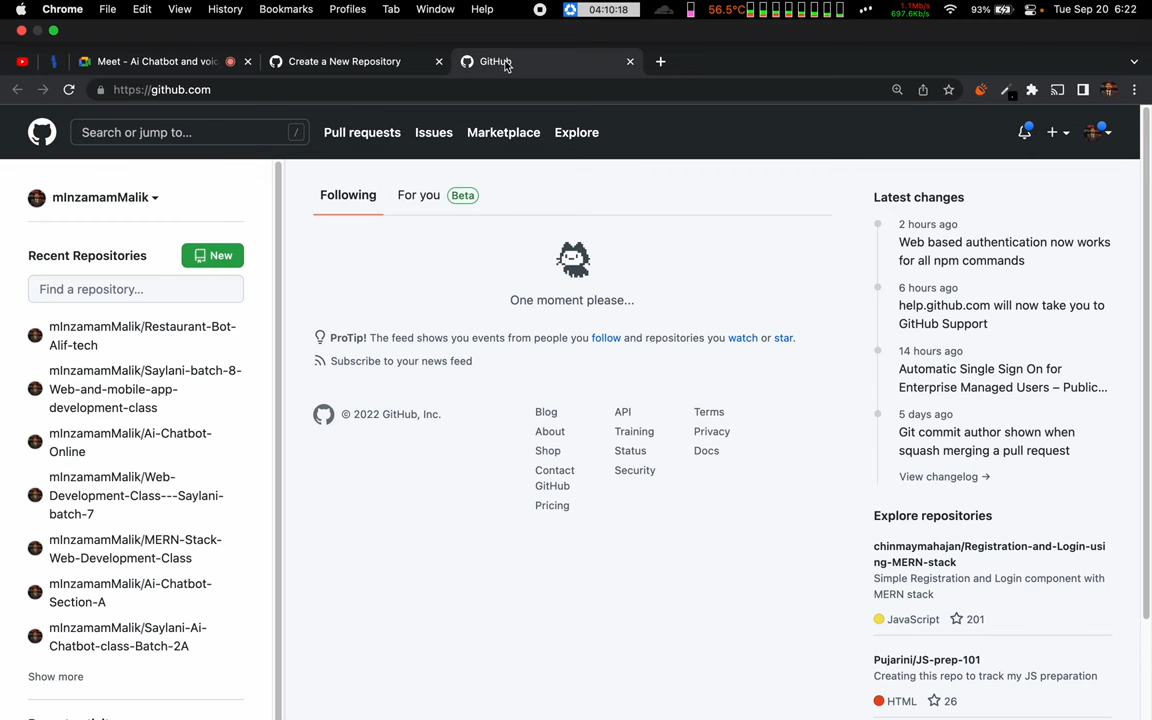 Chrome File Edit View History Bookmarks Profiles Tab Window Help 04:10:18 56.5°C 1.1Mb/s 697.6Kb/s 93% Tue Sep 20 6:22
Meet - Ai Chatbot and voic Create a New Repository GitHub
https://github.com
Search or jump to... / Pull requests Issues Marketplace Explore
mInzamamMalik
Recent Repositories New
Find a repository...
mInzamamMalik/Restaurant-Bot-
Alif-tech
mInzamamMalik/Saylani-batch-8-
Web-and-mobile-app-
development-class
mInzamamMalik/Ai-Chatbot-
Online
mInzamamMalik/Web-
Development-Class---Saylani-
batch-7
mInzamamMalik/MERN-Stack-
Web-Development-Class
mInzamamMalik/Ai-Chatbot-
Section-A
mInzamamMalik/Saylani-Ai-
Chatbot-class-Batch-2A
Show more
Following For you Beta
One moment please...
ProTip! The feed shows you events from people you follow and repositories you watch or star.
Subscribe to your news feed
© 2022 GitHub, Inc.
Blog API Terms
About Training Privacy
Shop Status Docs
Contact Security
GitHub
Pricing
Latest changes
2 hours ago
Web based authentication now works
for all npm commands
6 hours ago
help.github.com will now take you to
GitHub Support
14 hours ago
Automatic Single Sign On for
Enterprise Managed Users – Public...
5 days ago
Git commit author shown when
squash merging a pull request
View changelog →
Explore repositories
chinmaymahajan/Registration-and-Login-usi
ng-MERN-stack
Simple Registration and Login component with
MERN stack
JavaScript 201
Pujarini/JS-prep-101
Creating this repo to track my JS preparation
HTML 26